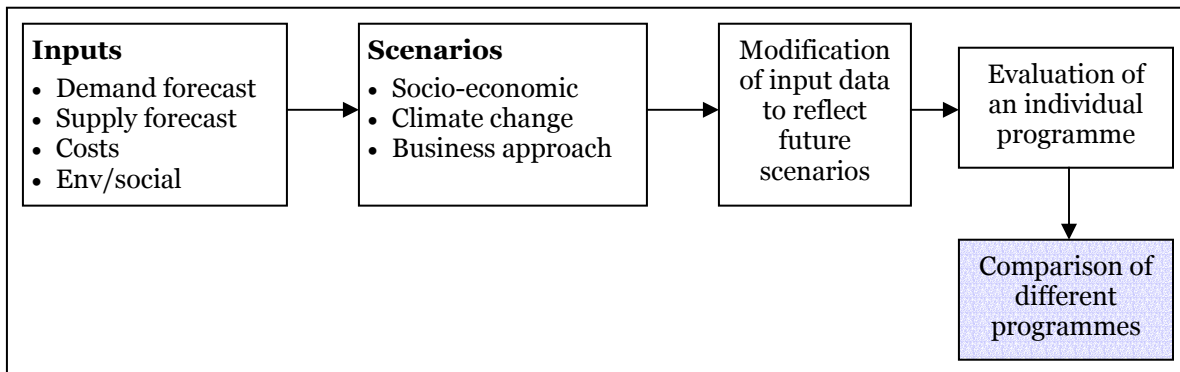 Inputs
• Demand forecast
• Supply forecast
• Costs
• Env/social
Scenarios
• Socio-economic
• Climate change
• Business approach
Modification
of input data
to reflect
future
scenarios
Evaluation of
an individual
programme
Comparison of
different
programmes